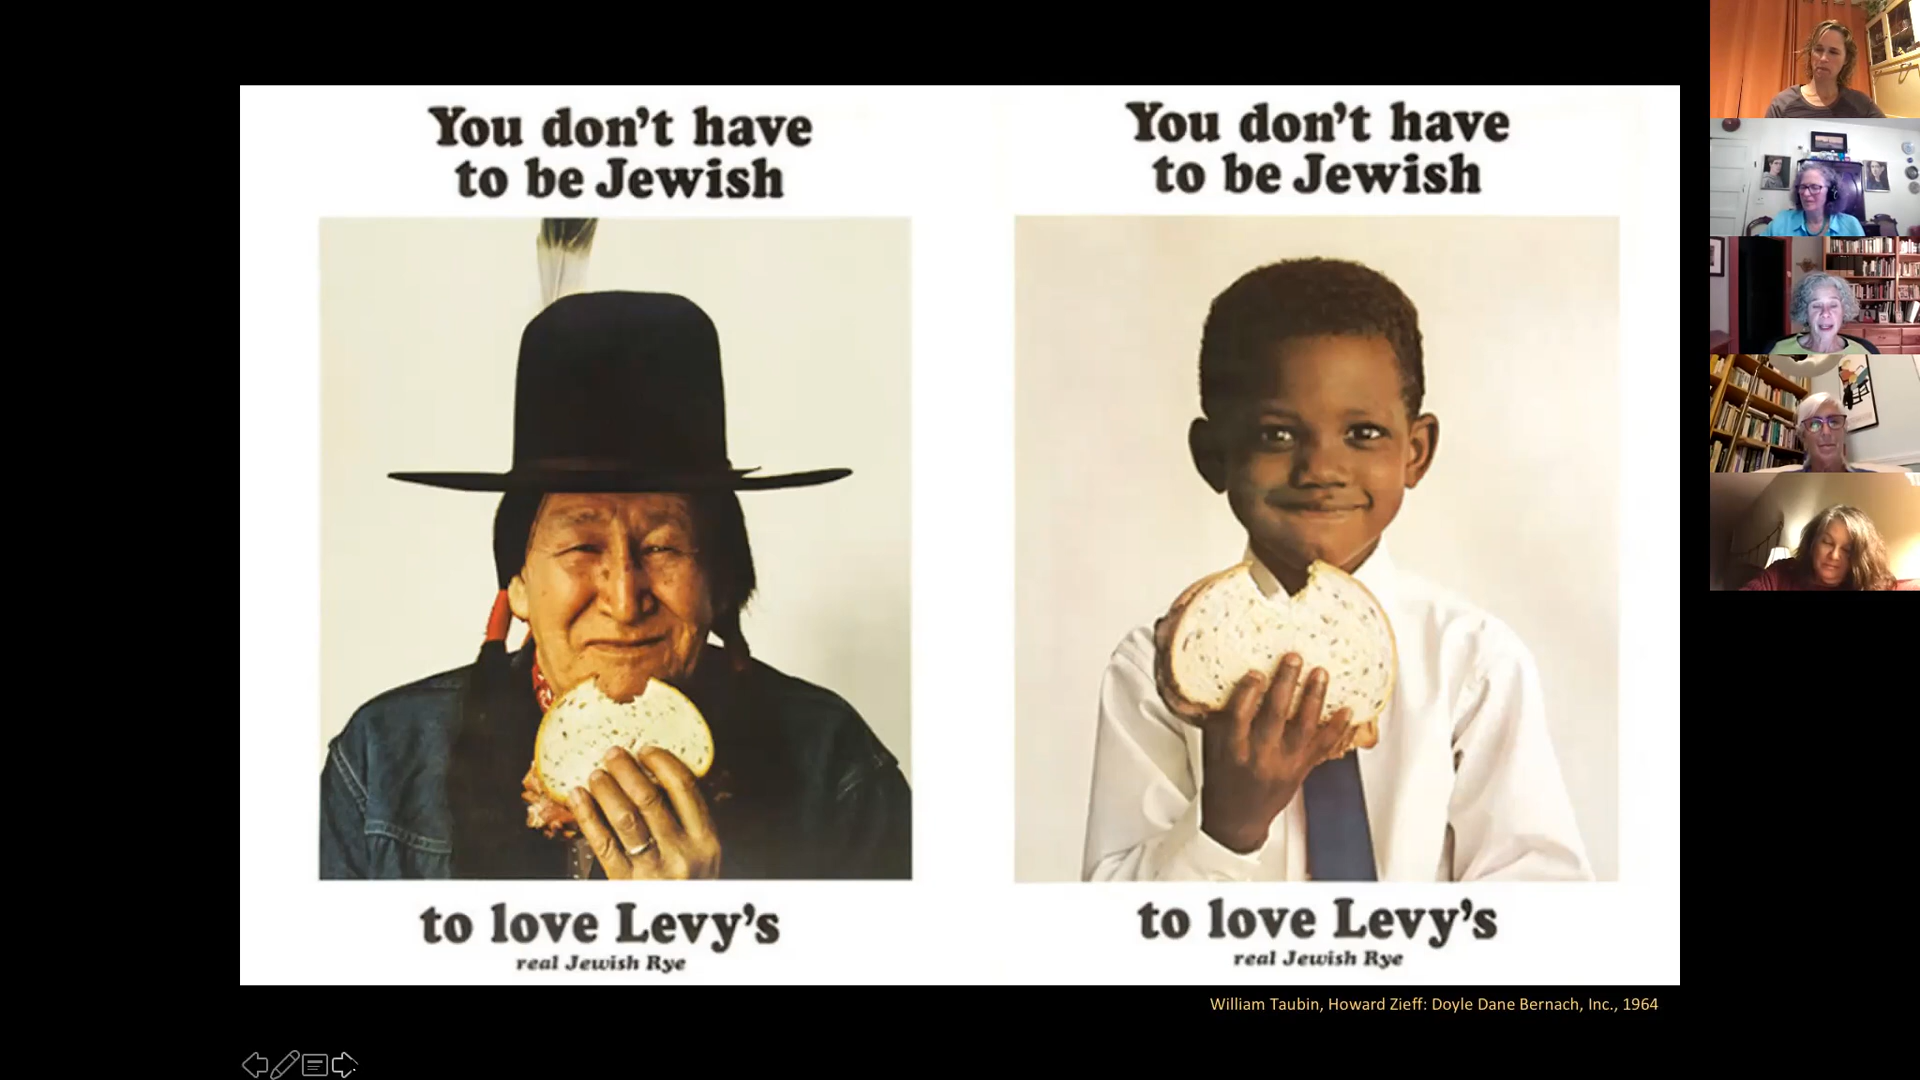 You don't have
to be Jewish
to love Levy's
real Jewish Rye
You don't have
to be Jewish
to love Levy's
real Jewish Rye
William Taubin, Howard Zieff: Doyle Dane Bernach, Inc., 1964